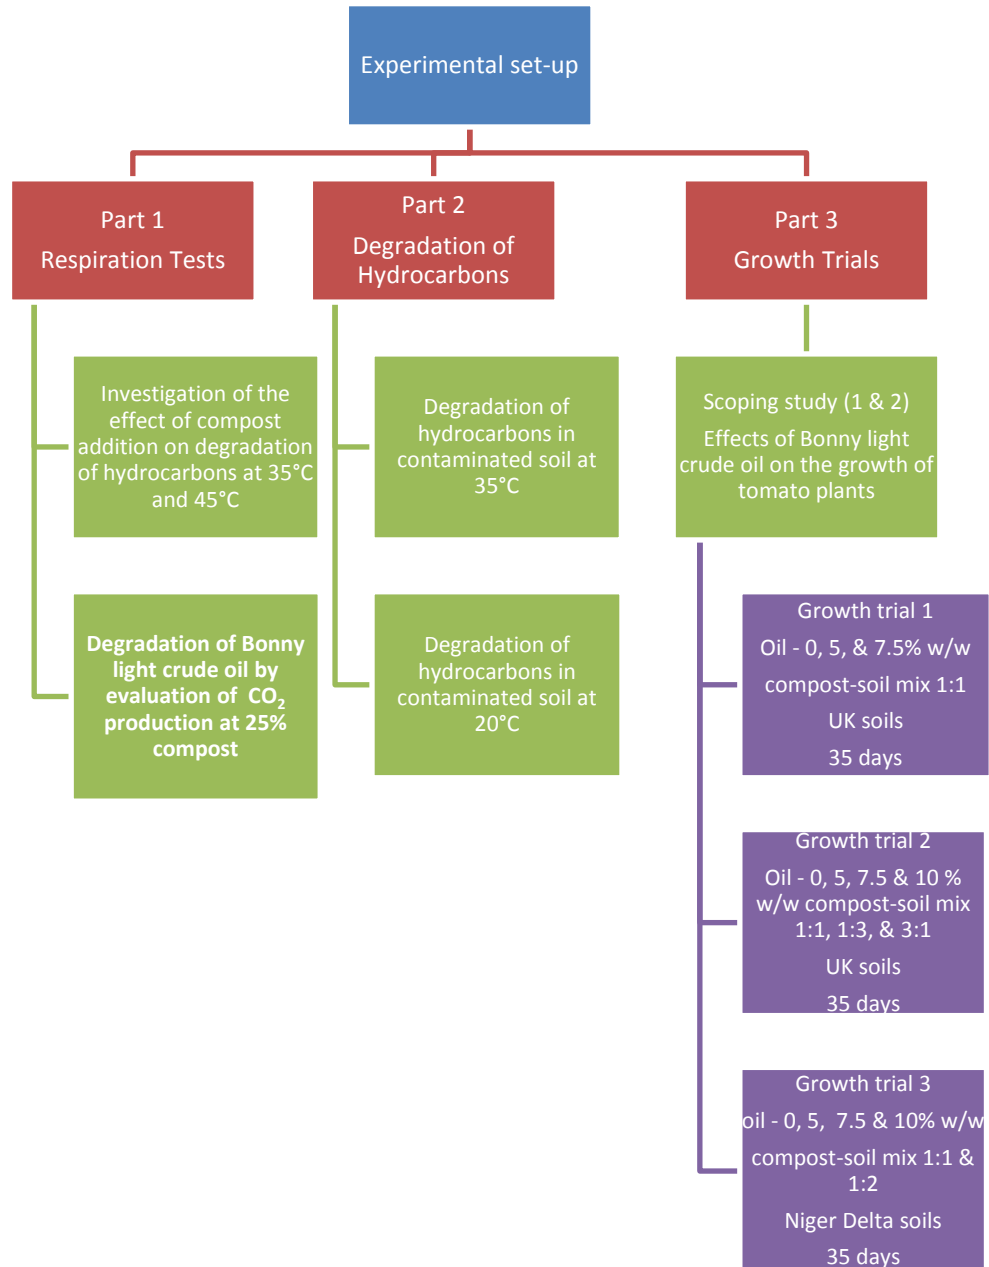 Experimental set-up
Part 1
Respiration Tests
Part 2
Degradation of
Hydrocarbons
Part 3
Growth Trials
Investigation of the
effect of compost
addition on degradation
of hydrocarbons at 35°C
and 45°C
Degradation of Bonny
light crude oil by
evaluation of CO₂
production at 25%
compost
Degradation of
hydrocarbons in
contaminated soil at
35°C
Degradation of
hydrocarbons in
contaminated soil at
20°C
Scoping study (1 & 2)
Effects of Bonny light
crude oil on the growth of
tomato plants
Growth trial 1
Oil - 0, 5, & 7.5% w/w
compost-soil mix 1:1
UK soils
35 days
Growth trial 2
Oil - 0, 5, 7.5 & 10 %
w/w compost-soil mix
1:1, 1:3, & 3:1
UK soils
35 days
Growth trial 3
oil - 0, 5, 7.5 & 10% w/w
compost-soil mix 1:1 &
1:2
Niger Delta soils
35 days